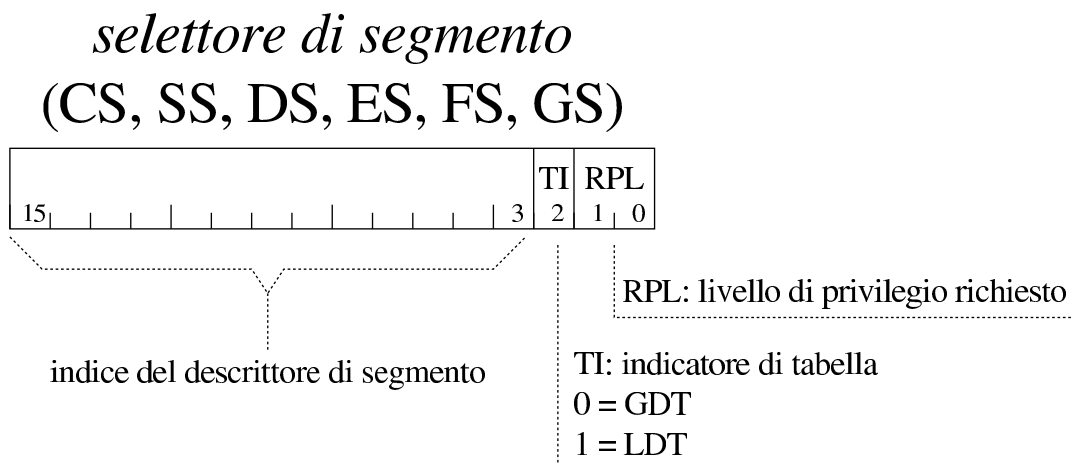 selettore di segmento
(CS, SS, DS, ES, FS, GS)
TI RPL
15 3 2 1 0
RPL: livello di privilegio richiesto
indice del descrittore di segmento
TI: indicatore di tabella
0 = GDT
1 = LDT